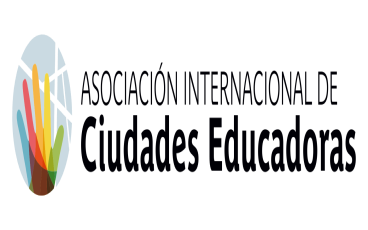 ASOCIACIÓN INTERNACIONAL DE
Ciudades Educadoras